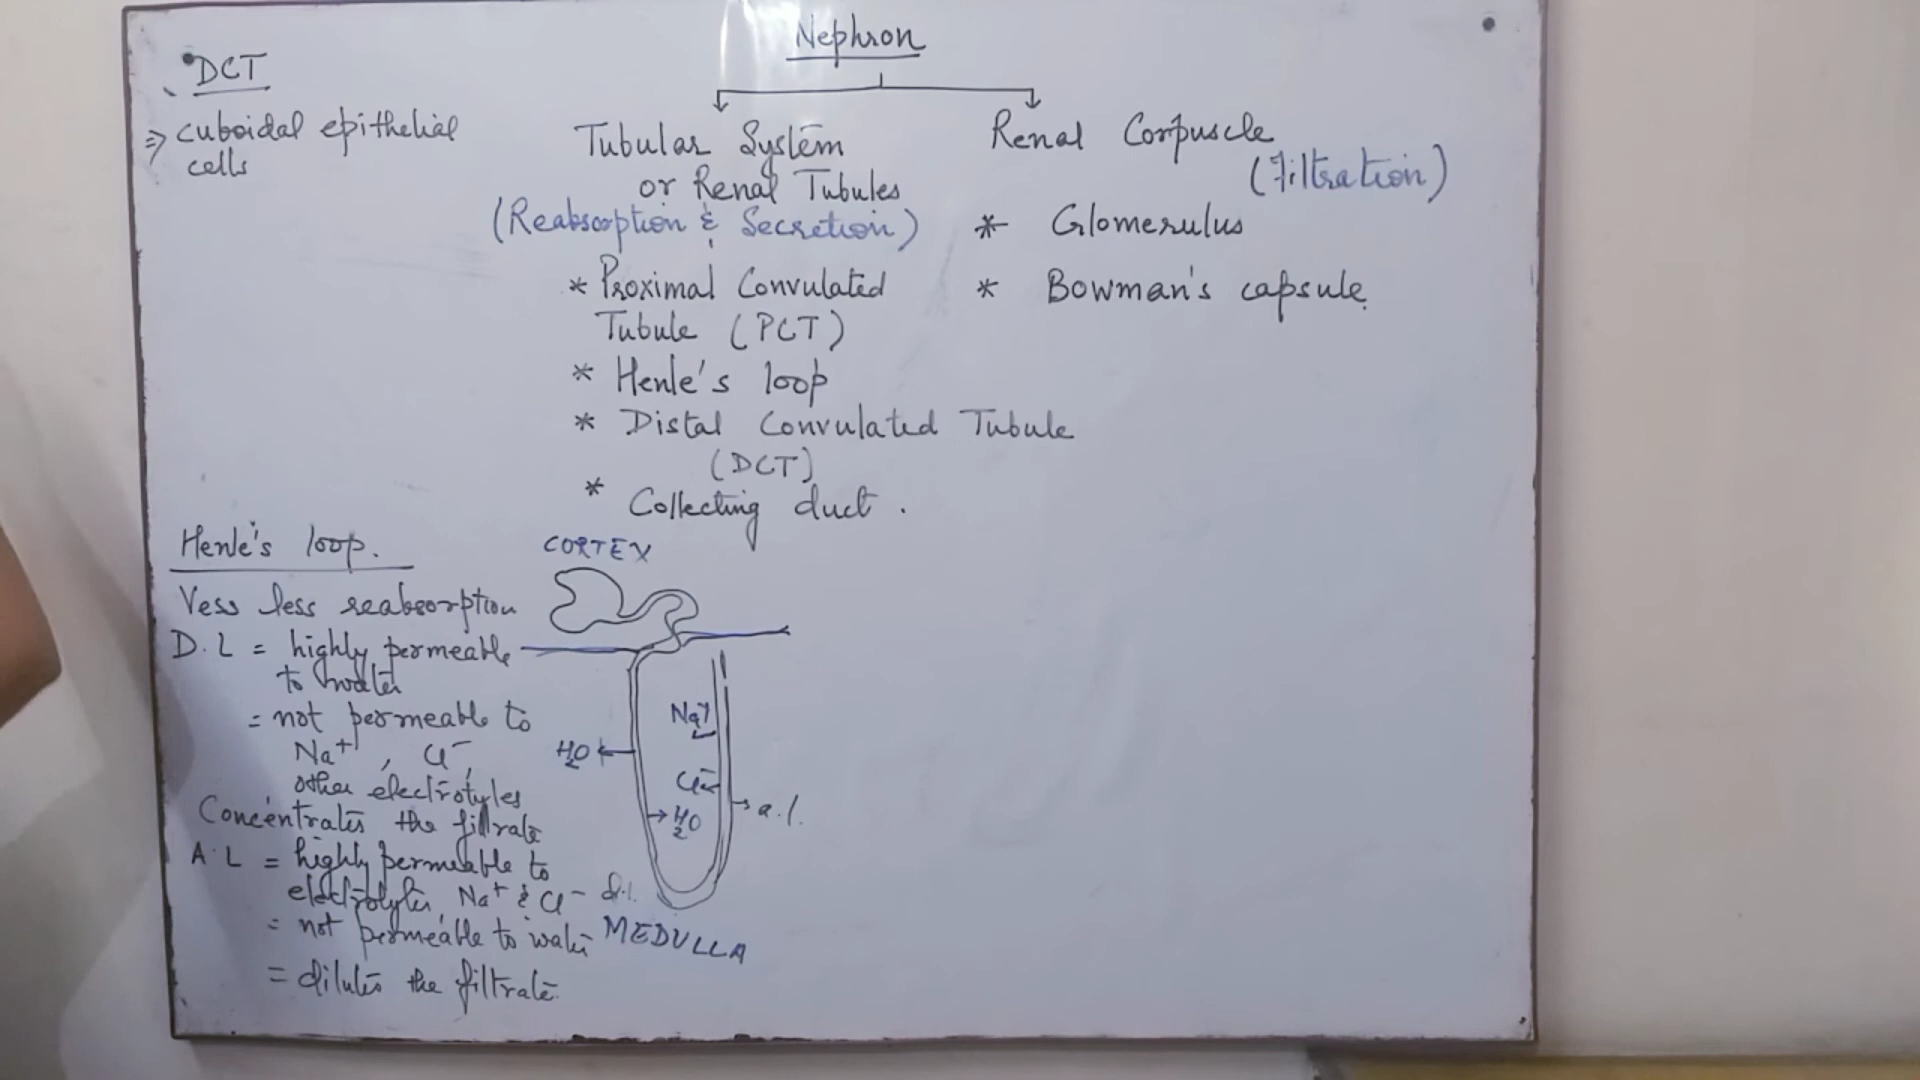 Nephron
DCT
⇒ cuboidal epithelial
cells
Tubular System
or Renal Tubules
(Reabsorption & Secretion)
* Proximal Convulated
Tubule (PCT)
* Henle's loop
* Distal Convulated Tubule
(DCT)
* Collecting duct.
Renal Corpuscle
(Filtration)
* Glomerulus
* Bowman's capsule.
Henle's loop.
Vess less reabsorption
D.L = highly permeable
to water
= not permeable to
Na⁺, Cl⁻,
other electrotyles
Concentrates the filtrate
A.L = highly permeable to
electrolytes, Na⁺ & Cl⁻
= not permeable to water
= dilutes the filtrate.
CORTEX
Na⁺
H₂O
Cl⁻
H₂O
a.l.
d.l.
MEDULLA